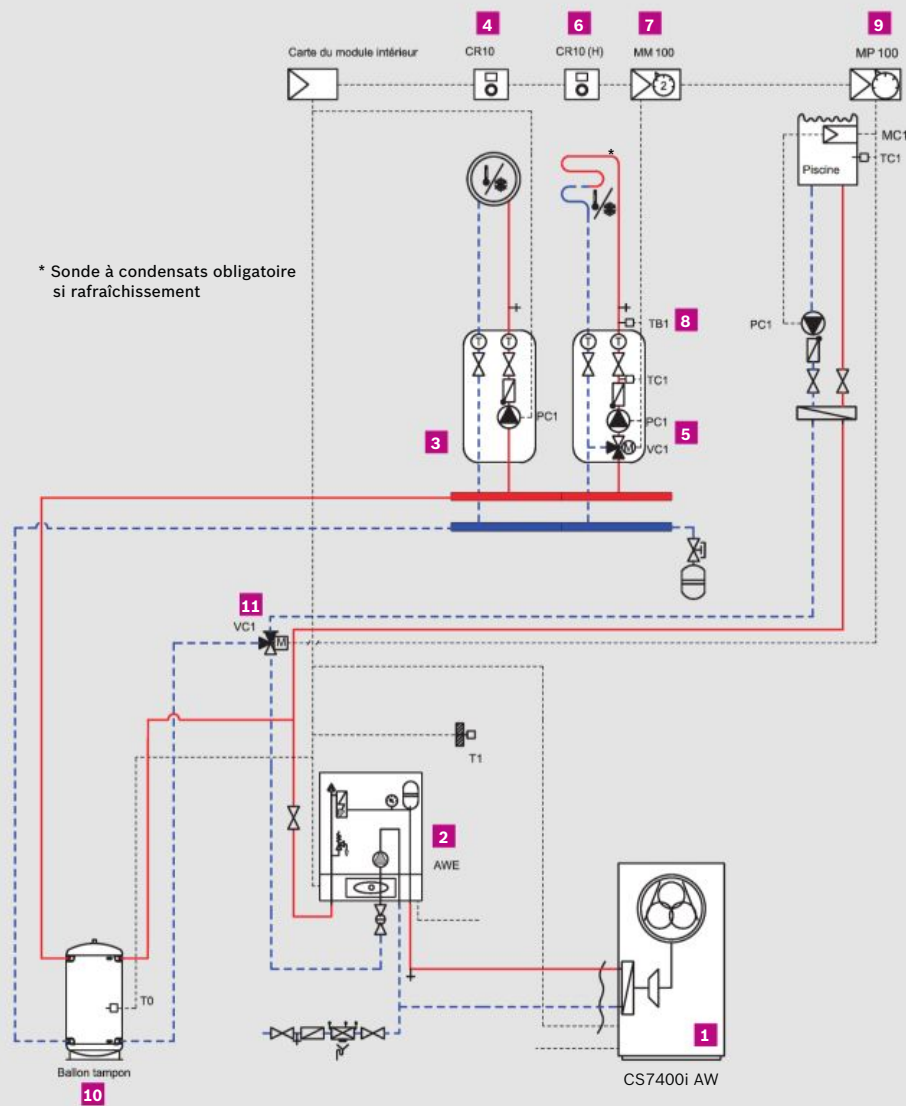 4
6
7
9
Carte du module intérieur
CR10
CR10 (H)
MM 100
MP 100
2
MC1
TC1
Piscine
* Sonde à condensats obligatoire
si rafraîchissement
*
TB1
8
PC1
T
T
T
T
TC1
PC1
PC1
5
3
M
VC1
11
VC1
M
T1
2
AWE
T0
1
Ballon tampon
CS7400i AW
10